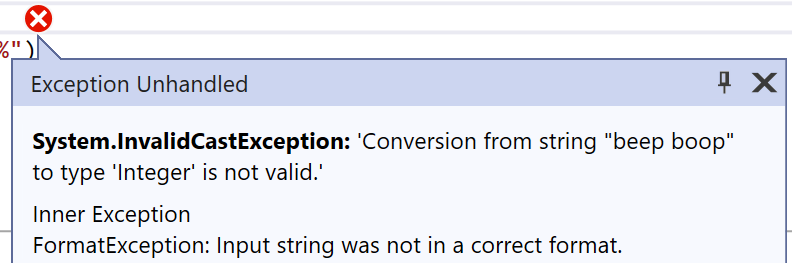 %")
Exception Unhandled
System.InvalidCastException: 'Conversion from string "beep boop"
to type 'Integer' is not valid.'
Inner Exception
FormatException: Input string was not in a correct format.